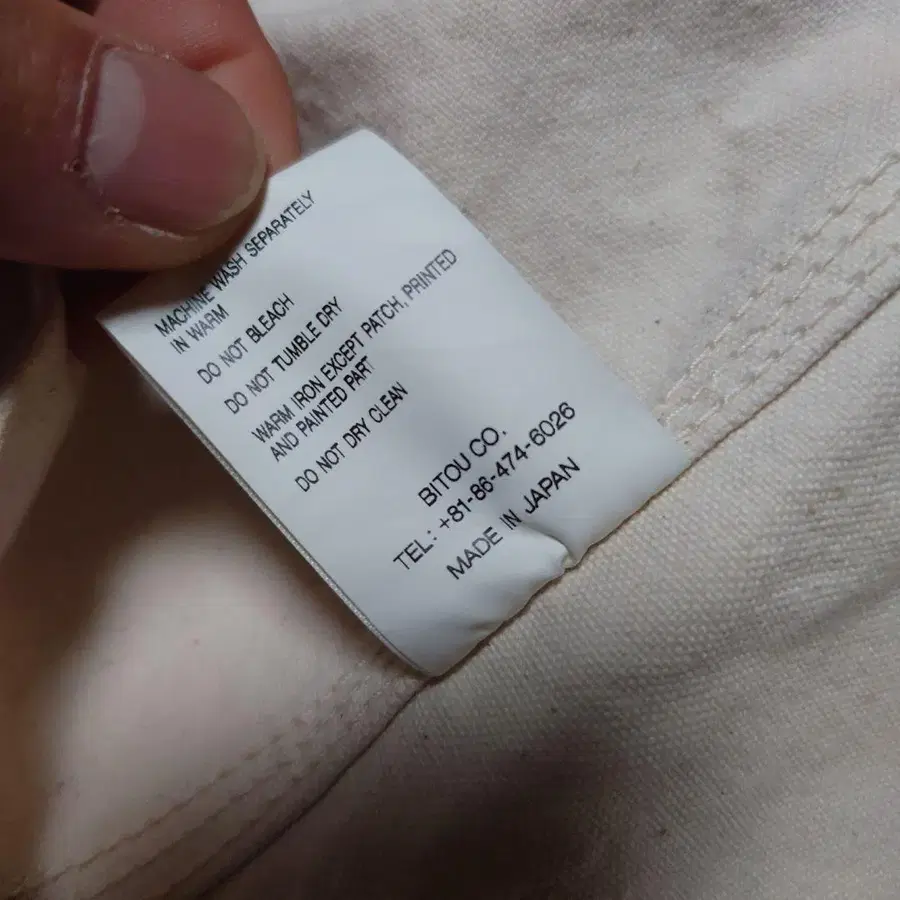 MACHINE WASH SEPARATELY
IN WARM
DO NOT BLEACH
DO NOT TUMBLE DRY
WARM IRON EXCEPT PATCH, PRINTED
AND PAINTED PART
DO NOT DRY CLEAN
BITOU CO.
TEL: +81-86-474-6026
MADE IN JAPAN